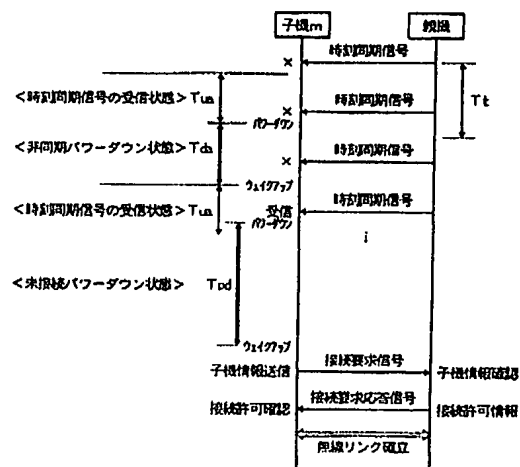 子機m
親機
×
時刻同期信号
<時刻同期信号の受信状態> Tua
Tt
×
時刻同期信号
パワーダウン
<非同期パワーダウン状態> Tda
×
時刻同期信号
ウェイクアップ
<時刻同期信号の受信状態> Tua
受信
時刻同期信号
パワーダウン
i
<未接続パワーダウン状態> Tpd
ウェイクアップ
子機情報送信
接続要求信号
子機情報確認
接続許可確認
接続要求応答信号
接続許可情報
無線リンク確立